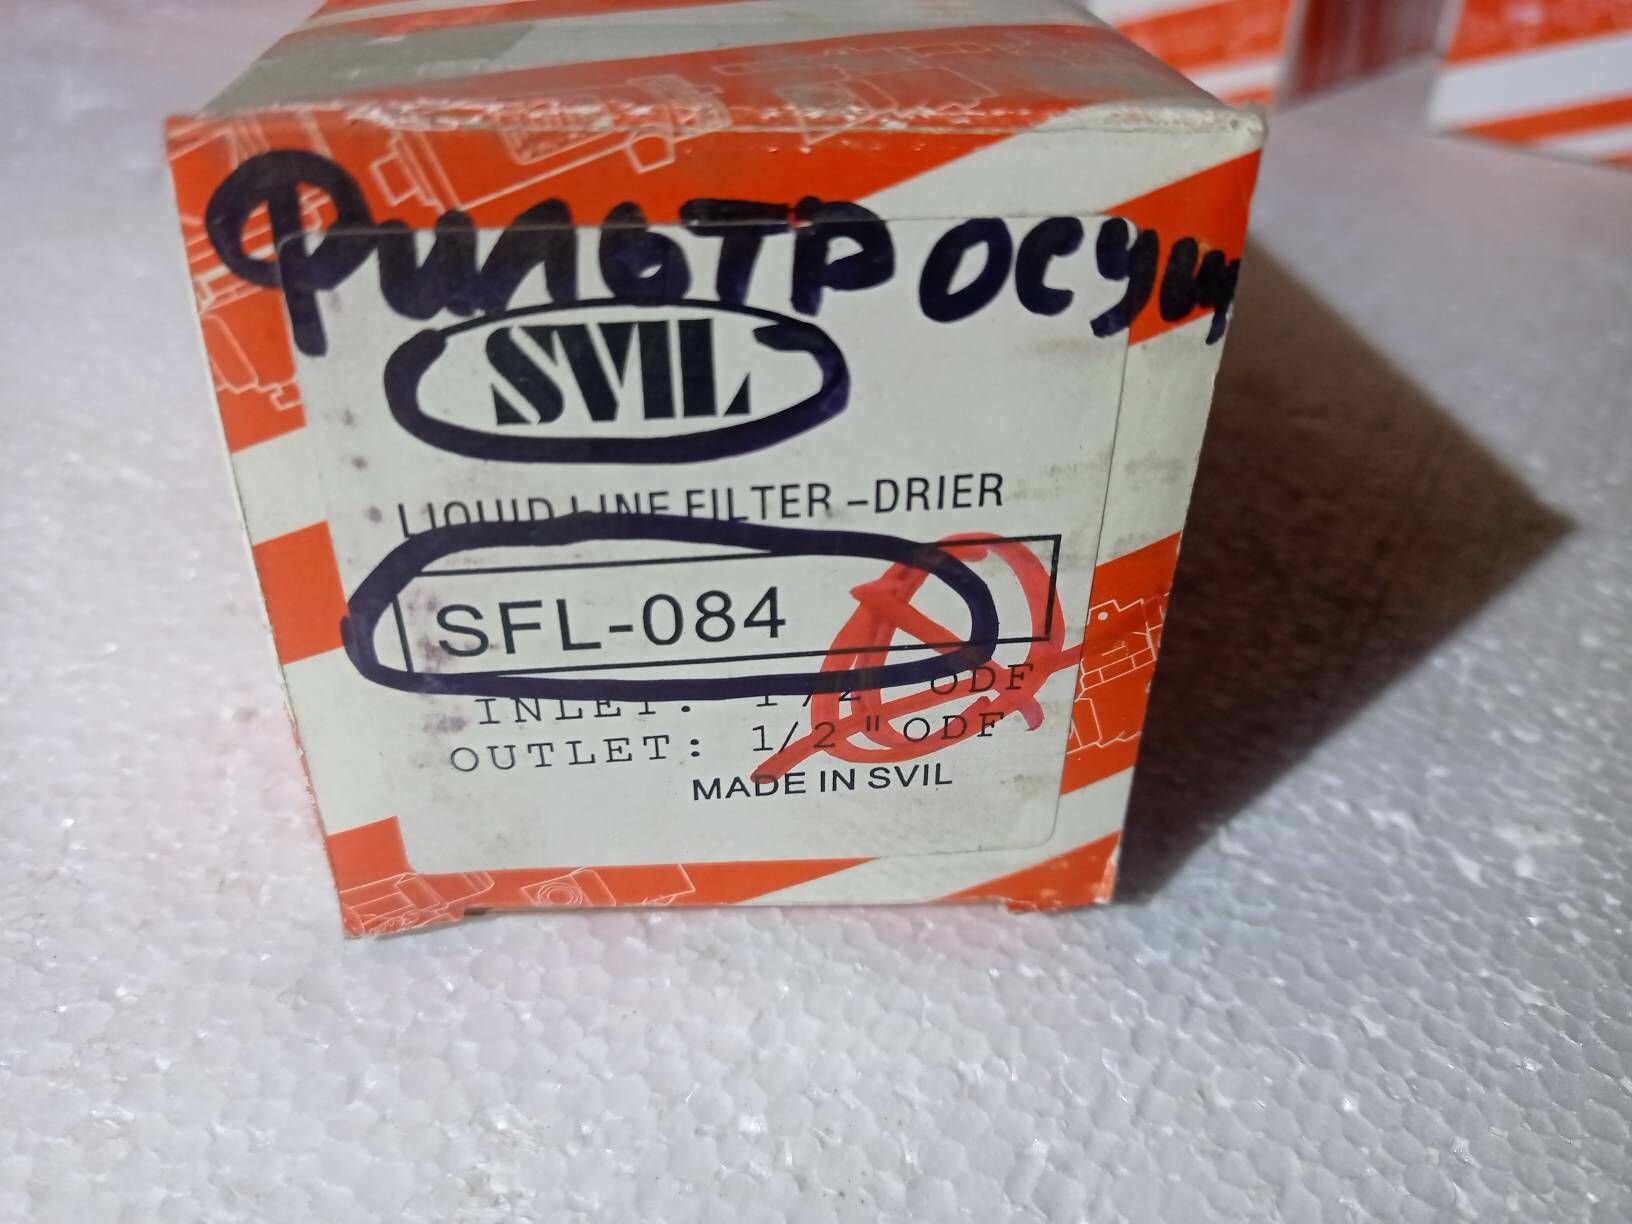 Фильтр осуш
SVIL
LIQUID LINE FILTER -DRIER
SFL-084
INLET: 1/2" ODF
OUTLET: 1/2" ODF
MADE IN SVIL